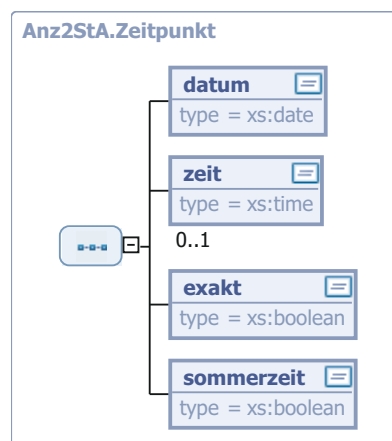 Anz2StA.Zeitpunkt
datum
type = xs:date
zeit
type = xs:time
0..1
exakt
type = xs:boolean
sommerzeit
type = xs:boolean